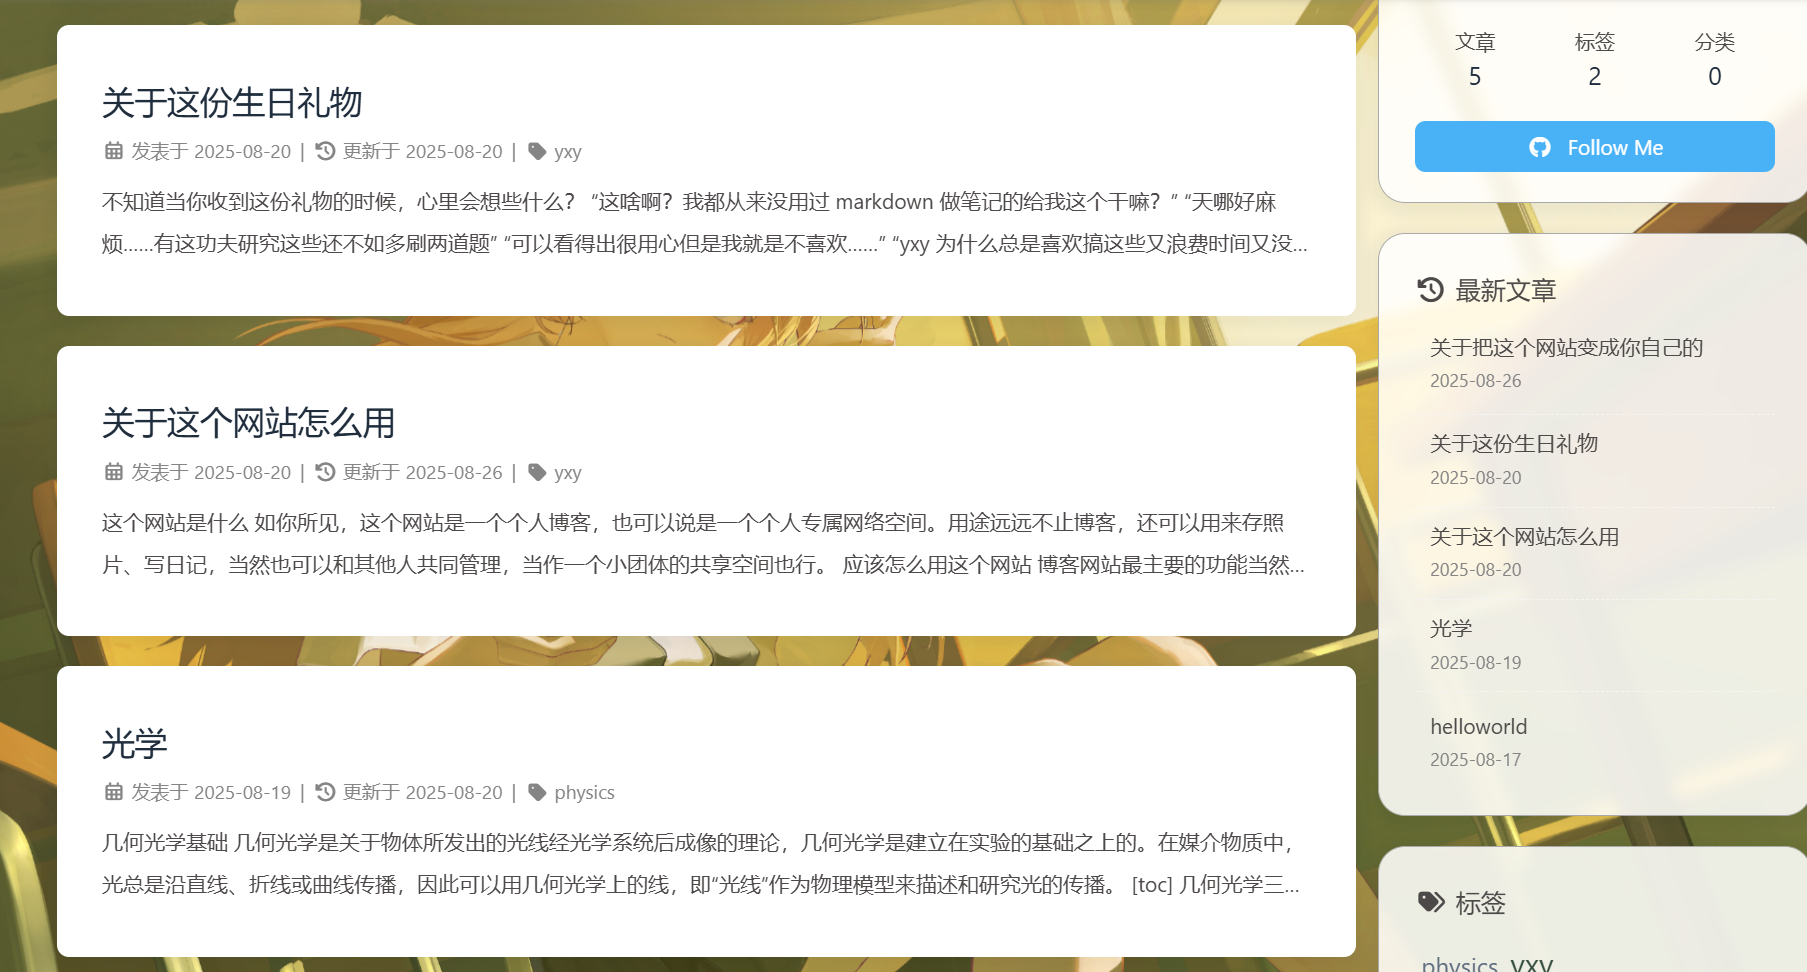 关于这份生日礼物
发表于 2025-08-20 | 更新于 2025-08-20 | yxy
不知道当你收到这份礼物的时候，心里会想些什么？ “这啥啊？我都从来没用过 markdown 做笔记的给我这个干嘛？” “天哪好麻
烦……有这功夫研究这些还不如多刷两道题” “可以看得出很用心但是我就是不喜欢……” “yxy 为什么总是喜欢搞这些又浪费时间又没...
关于这个网站怎么用
发表于 2025-08-20 | 更新于 2025-08-26 | yxy
这个网站是什么 如你所见，这个网站是一个个人博客，也可以说是一个个人专属网络空间。用途远远不止博客，还可以用来存照
片、写日记，当然也可以和其他人共同管理，当作一个小团体的共享空间也行。 应该怎么用这个网站 博客网站最主要的功能当然...
光学
发表于 2025-08-19 | 更新于 2025-08-20 | physics
几何光学基础 几何光学是关于物体所发出的光线经光学系统后成像的理论，几何光学是建立在实验的基础之上的。在媒介物质中，
光总是沿直线、折线或曲线传播，因此可以用几何光学上的线，即“光线”作为物理模型来描述和研究光的传播。 [toc] 几何光学三...
文章 标签 分类
5 2 0
Follow Me
最新文章
关于把这个网站变成你自己的
2025-08-26
关于这份生日礼物
2025-08-20
关于这个网站怎么用
2025-08-20
光学
2025-08-19
helloworld
2025-08-17
标签
physics yxy